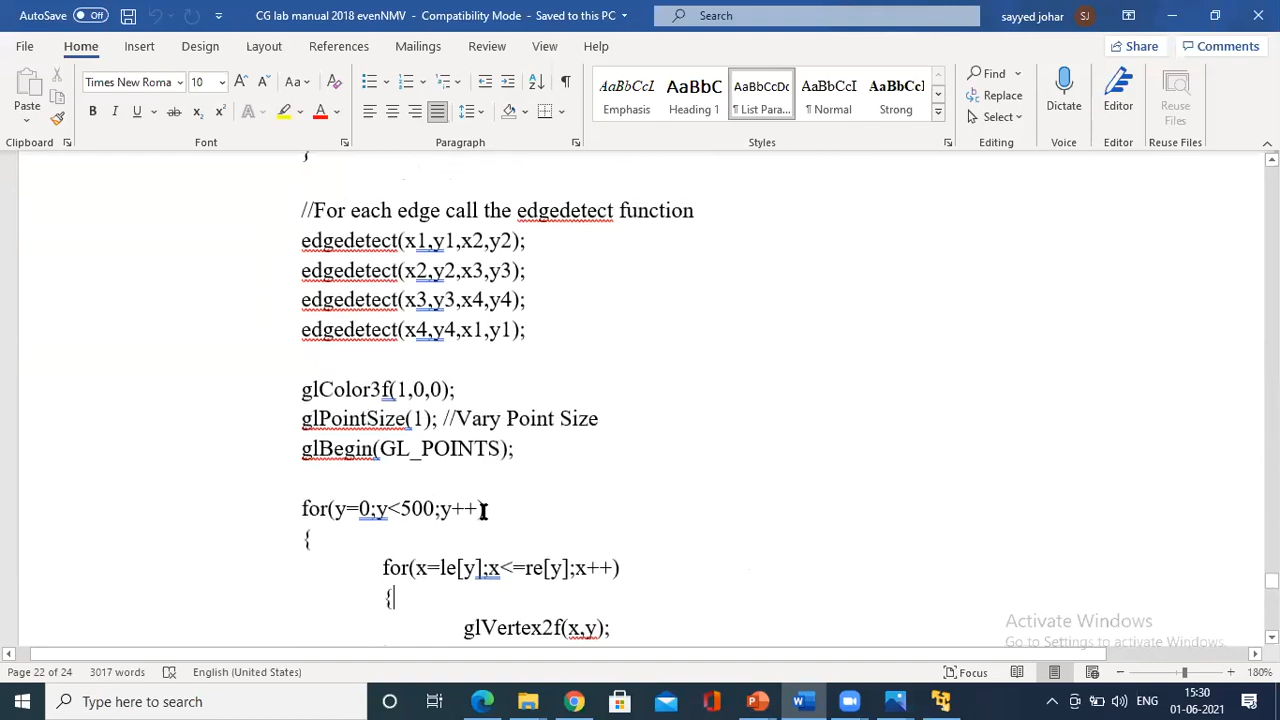 AutoSave Off CG lab manual 2018 evenNMV - Compatibility Mode - Saved to this PC Search sayyed johar SJ
File Home Insert Design Layout References Mailings Review View Help Share Comments
Paste Times New Roma 10 Aa AaBbCcI AaBbC AaBbCcDc AaBbCcI AaBbCc Find Replace Select Dictate Editor Reuse Files
B I U ab x₂ x² A A Emphasis Heading 1 ¶ List Para... ¶ Normal Strong
Clipboard Font Paragraph Styles Editing Voice Editor Reuse Files
}
//For each edge call the edgedetect function
edgedetect(x1,y1,x2,y2);
edgedetect(x2,y2,x3,y3);
edgedetect(x3,y3,x4,y4);
edgedetect(x4,y4,x1,y1);
glColor3f(1,0,0);
glPointSize(1); //Vary Point Size
glBegin(GL_POINTS);
for(y=0;y<500;y++)
{
for(x=le[y];x<=re[y];x++)
{
glVertex2f(x,y);
Activate Windows
Go to Settings to activate Windows.
Page 22 of 24 3017 words English (United States) Focus 180%
Type here to search ENG 15:30
01-06-2021